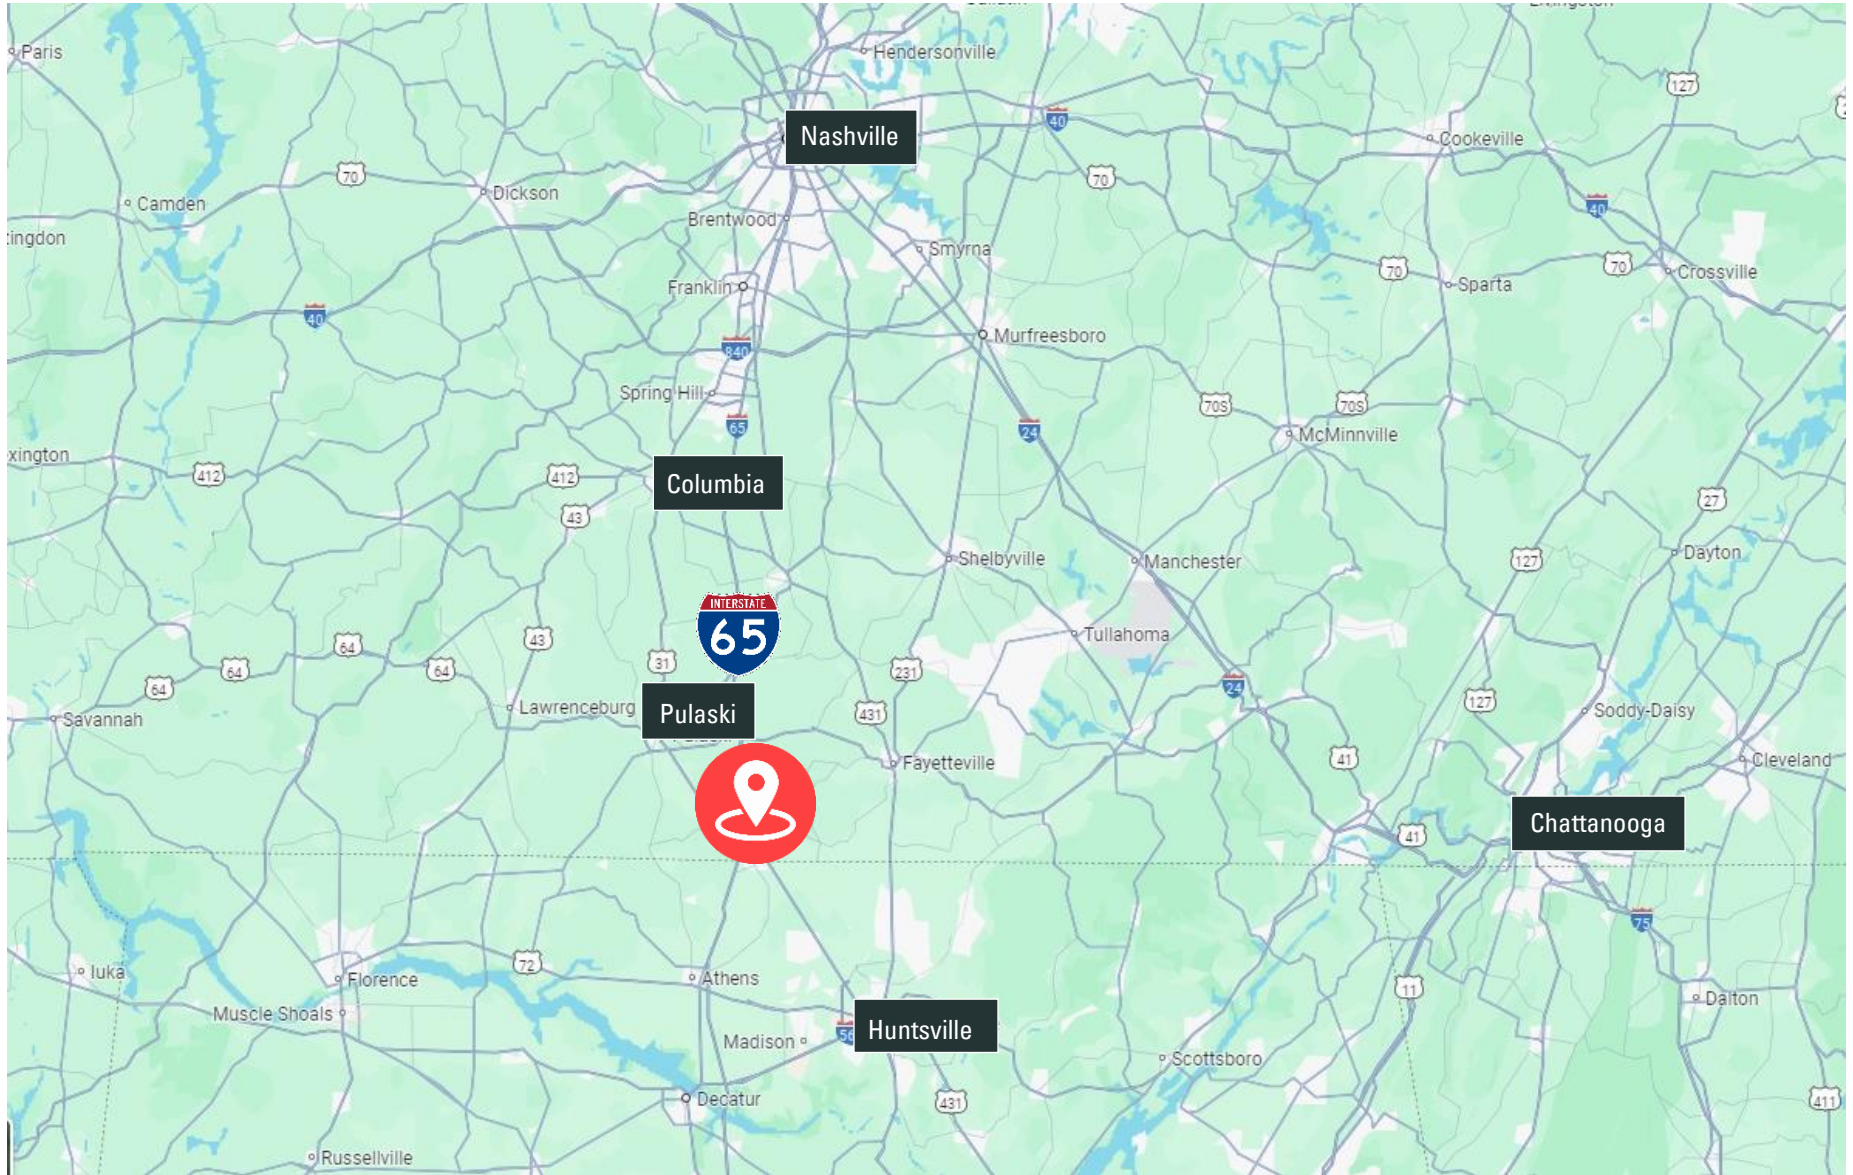 Paris
Hendersonville
127
Nashville
40
Cookeville
70
70
Camden
Dickson
40
Brentwood
ingdon
Smyrna
70
70
Crossville
Franklin
Sparta
40
Murfreesboro
840
Spring Hill
70S
70S
65
24
McMinnville
xington
412
412
Columbia
27
43
Shelbyville
Manchester
127
Dayton
INTERSTATE
65
43
Tullahoma
64
64
64
31
231
64
24
127
Savannah
Lawrenceburg
Pulaski
431
Soddy-Daisy
Fayetteville
41
Cleveland
Chattanooga
41
75
Iuka
72
Florence
Athens
11
Dalton
Muscle Shoals
Madison
56
Huntsville
Scottsboro
Decatur
431
411
Russellville